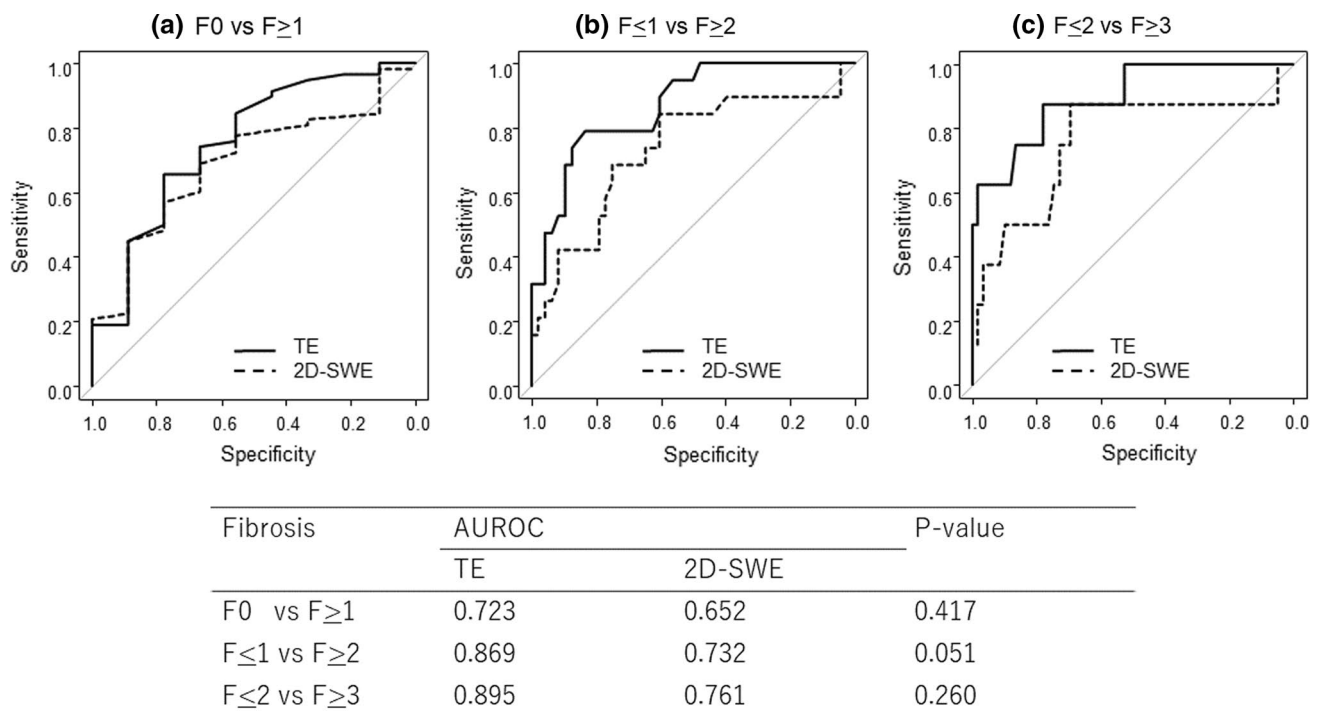 (a) F0 vs F≥1
(b) F≤1 vs F≥2
(c) F≤2 vs F≥3
Sensitivity
1.0
0.8
0.6
0.4
0.2
0.0
TE
2D-SWE
1.0 0.8 0.6 0.4 0.2 0.0
Specificity
Sensitivity
1.0
0.8
0.6
0.4
0.2
0.0
TE
2D-SWE
1.0 0.8 0.6 0.4 0.2 0.0
Specificity
Sensitivity
1.0
0.8
0.6
0.4
0.2
0.0
TE
2D-SWE
1.0 0.8 0.6 0.4 0.2 0.0
Specificity
Fibrosis AUROC P-value
TE 2D-SWE
F0 vs F≥1 0.723 0.652 0.417
F≤1 vs F≥2 0.869 0.732 0.051
F≤2 vs F≥3 0.895 0.761 0.260